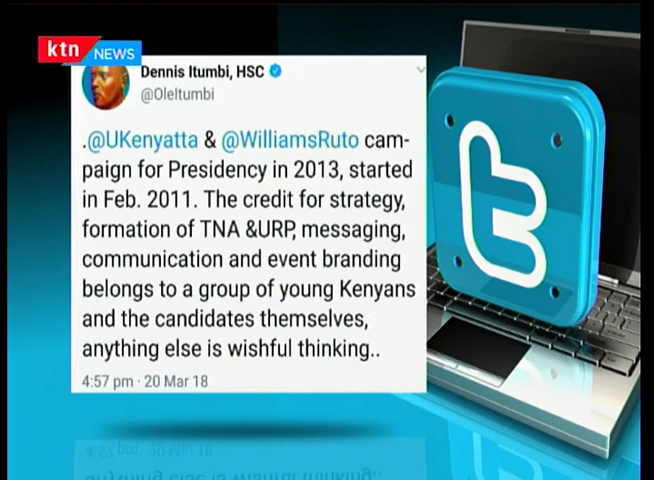 ktn NEWS
Dennis Itumbi, HSC
@OleItumbi
.@UKenyatta & @WilliamsRuto cam-
paign for Presidency in 2013, started
in Feb. 2011. The credit for strategy,
formation of TNA &URP, messaging,
communication and event branding
belongs to a group of young Kenyans
and the candidates themselves,
anything else is wishful thinking..
4:57 pm · 20 Mar 18